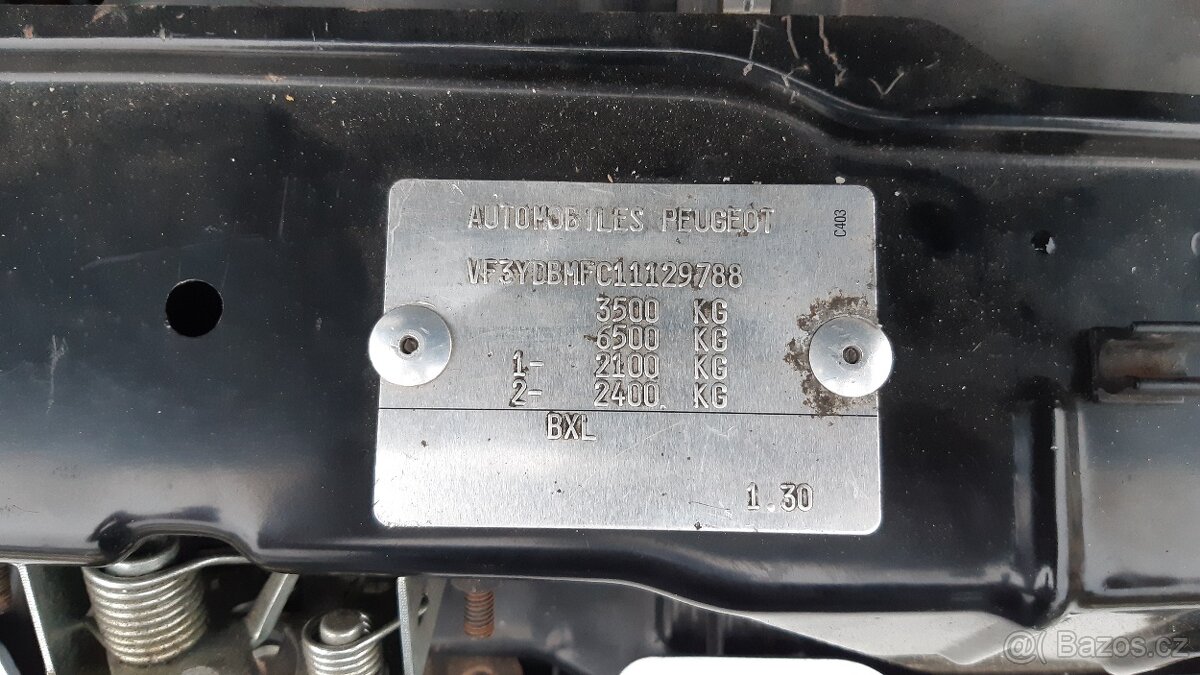 AUTOMOBILES PEUGEOT
C403
VF3YDBMFC11129788
3500 KG
6500 KG
1- 2100 KG
2- 2400 KG
BXL
1.30
Bazos.cz